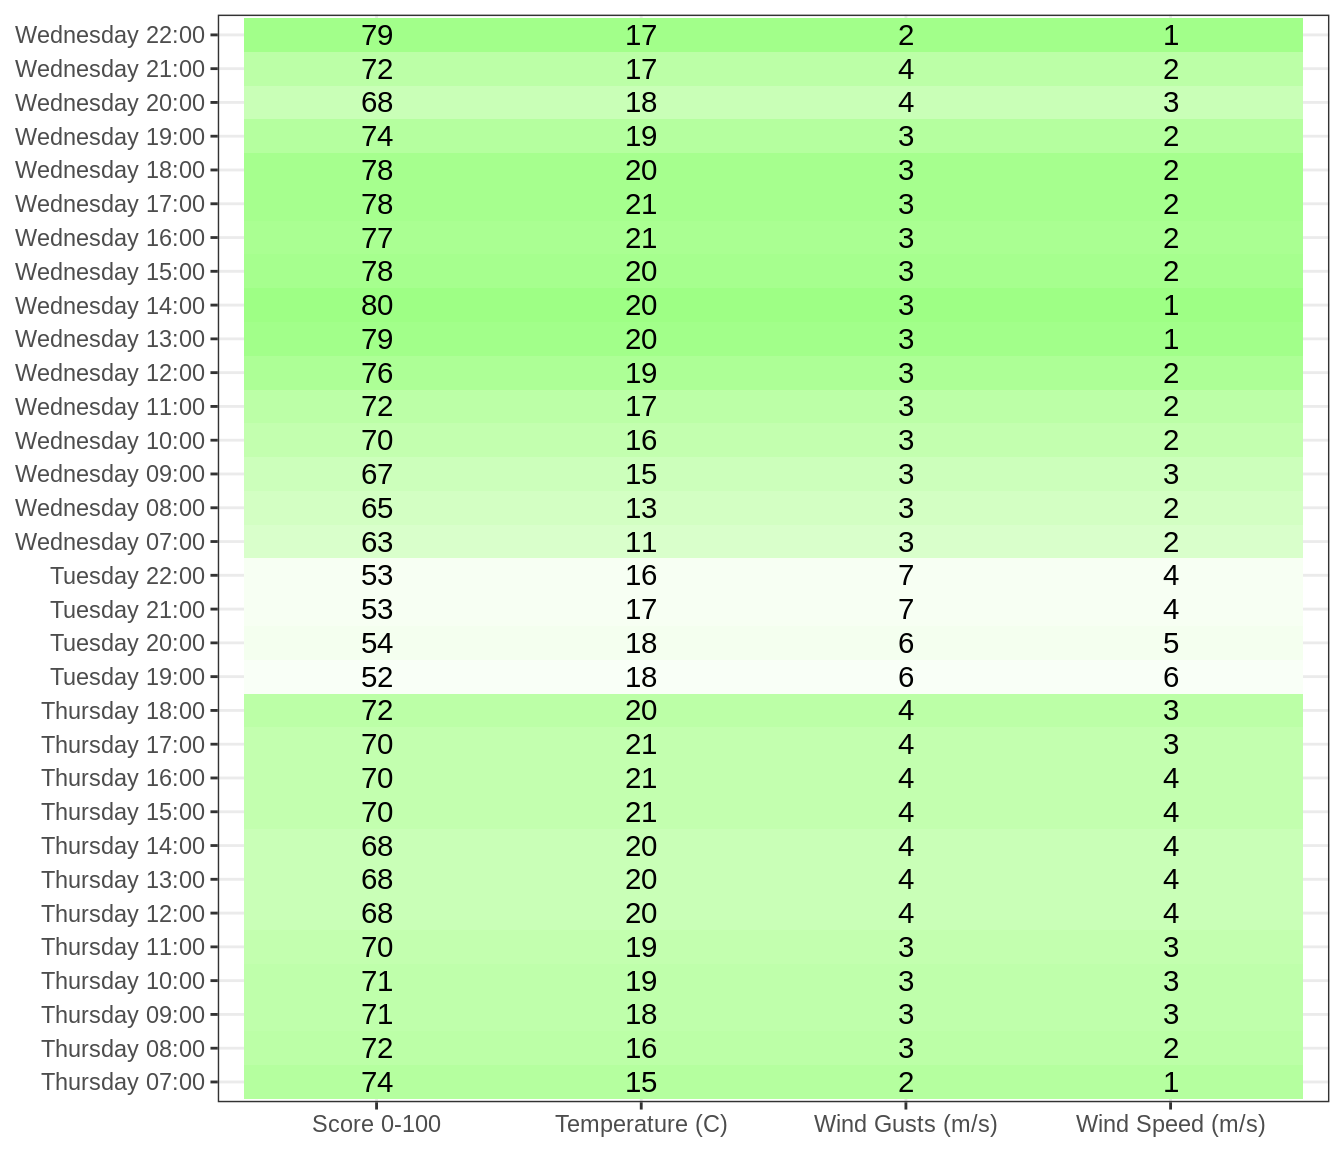 Wednesday 22:00 79 17 2 1
Wednesday 21:00 72 17 4 2
Wednesday 20:00 68 18 4 3
Wednesday 19:00 74 19 3 2
Wednesday 18:00 78 20 3 2
Wednesday 17:00 78 21 3 2
Wednesday 16:00 77 21 3 2
Wednesday 15:00 78 20 3 2
Wednesday 14:00 80 20 3 1
Wednesday 13:00 79 20 3 1
Wednesday 12:00 76 19 3 2
Wednesday 11:00 72 17 3 2
Wednesday 10:00 70 16 3 2
Wednesday 09:00 67 15 3 3
Wednesday 08:00 65 13 3 2
Wednesday 07:00 63 11 3 2
Tuesday 22:00 53 16 7 4
Tuesday 21:00 53 17 7 4
Tuesday 20:00 54 18 6 5
Tuesday 19:00 52 18 6 6
Thursday 18:00 72 20 4 3
Thursday 17:00 70 21 4 3
Thursday 16:00 70 21 4 4
Thursday 15:00 70 21 4 4
Thursday 14:00 68 20 4 4
Thursday 13:00 68 20 4 4
Thursday 12:00 68 20 4 4
Thursday 11:00 70 19 3 3
Thursday 10:00 71 19 3 3
Thursday 09:00 71 18 3 3
Thursday 08:00 72 16 3 2
Thursday 07:00 74 15 2 1
Score 0-100 Temperature (C) Wind Gusts (m/s) Wind Speed (m/s)